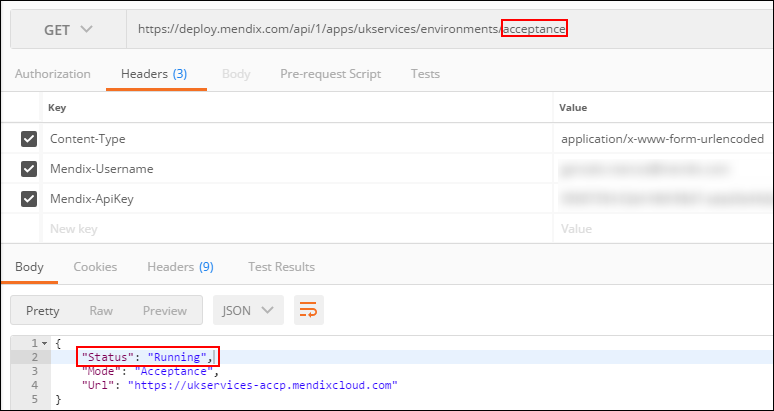 GET https://deploy.mendix.com/api/1/apps/ukservices/environments/acceptance
Authorization Headers (3) Body Pre-request Script Tests
Key Value
Content-Type application/x-www-form-urlencoded
Mendix-Username
Mendix-ApiKey
New key Value
Body Cookies Headers (9) Test Results
Pretty Raw Preview JSON
1 {
2 "Status": "Running",
3 "Mode": "Acceptance",
4 "Url": "https://ukservices-accp.mendixcloud.com"
5 }